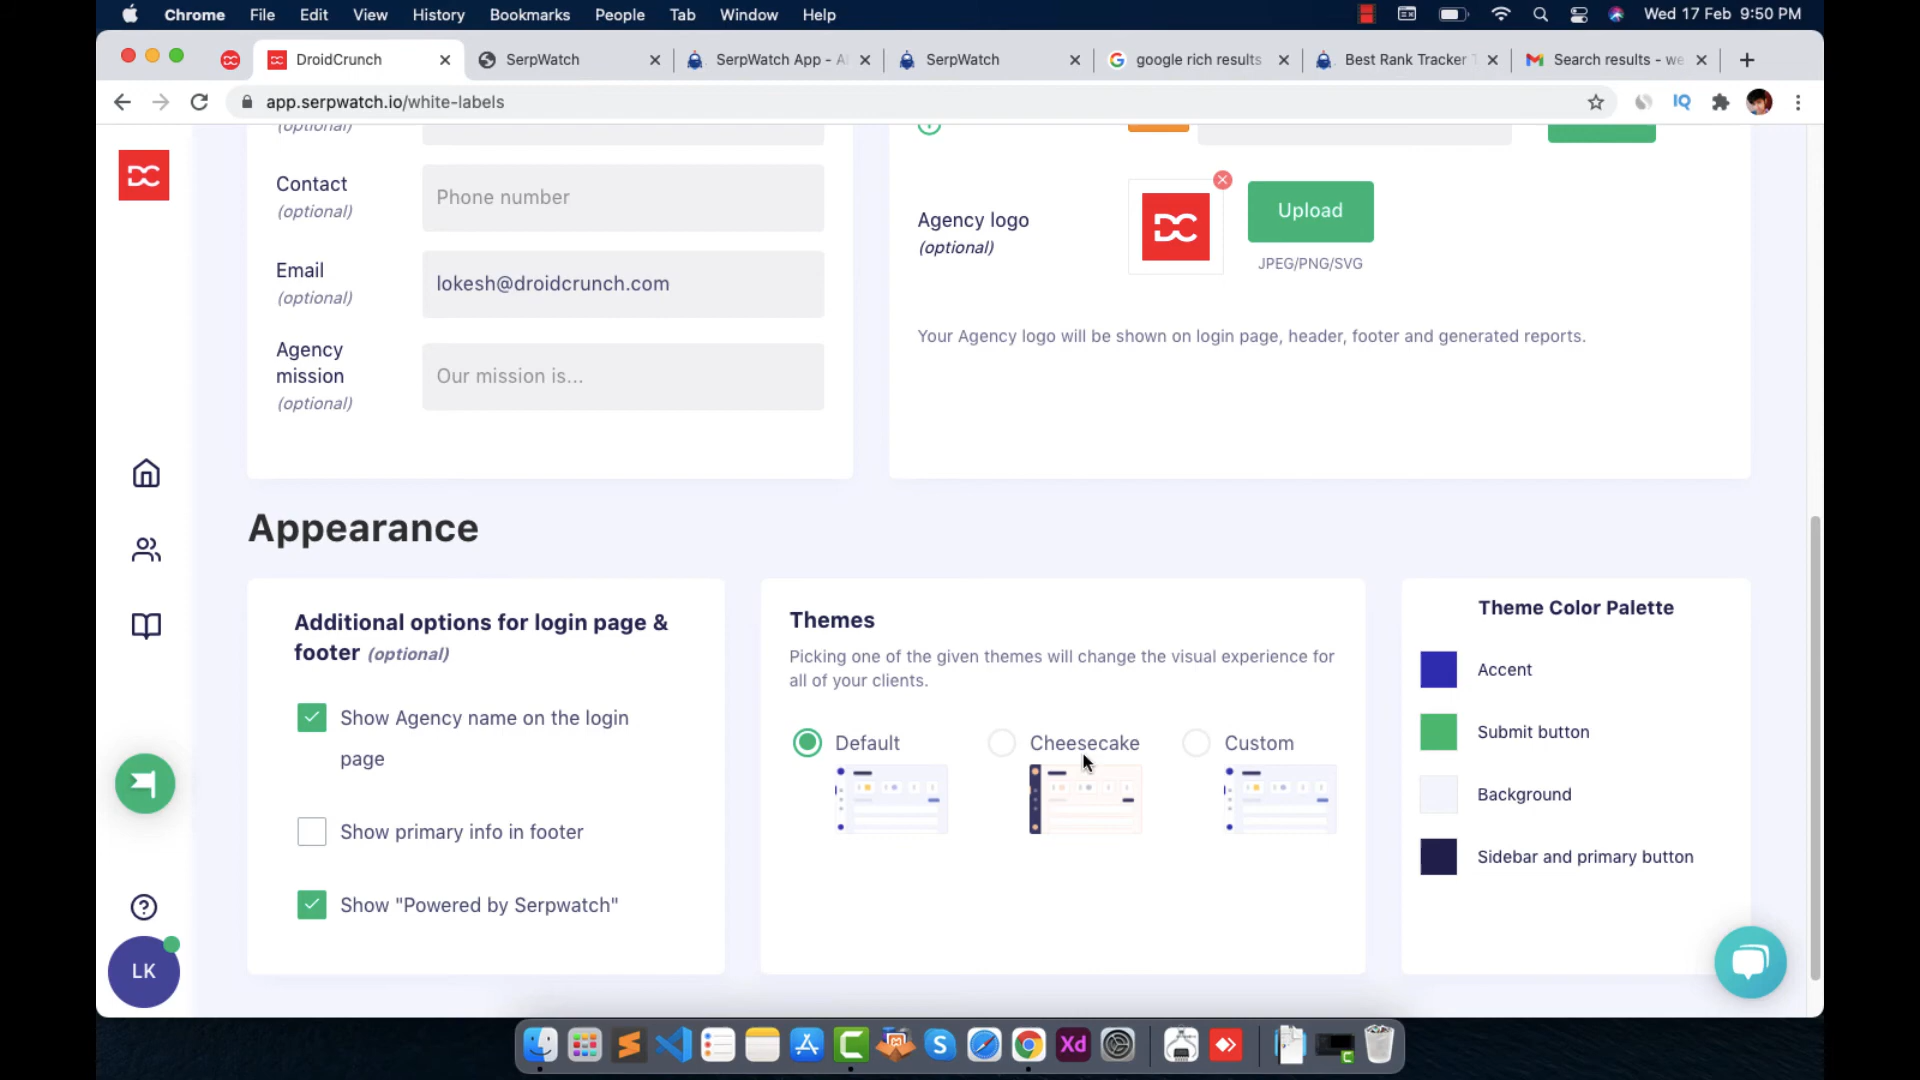 Chrome File Edit View History Bookmarks People Tab Window Help Wed 17 Feb 9:50 PM
DroidCrunch SerpWatch SerpWatch App - A SerpWatch google rich results Best Rank Tracker T Search results - we
app.serpwatch.io/white-labels IQ
(optional)
Contact
(optional)
Phone number
Email
(optional)
lokesh@droidcrunch.com
Agency
mission
(optional)
Our mission is...
Agency logo
(optional)
DC
Upload
JPEG/PNG/SVG
Your Agency logo will be shown on login page, header, footer and generated reports.
DC
Appearance
Additional options for login page &
footer (optional)
Show Agency name on the login
page
Show primary info in footer
Show "Powered by Serpwatch"
Themes
Picking one of the given themes will change the visual experience for
all of your clients.
Default
Cheesecake
Custom
Theme Color Palette
Accent
Submit button
Background
Sidebar and primary button
LK
Xd